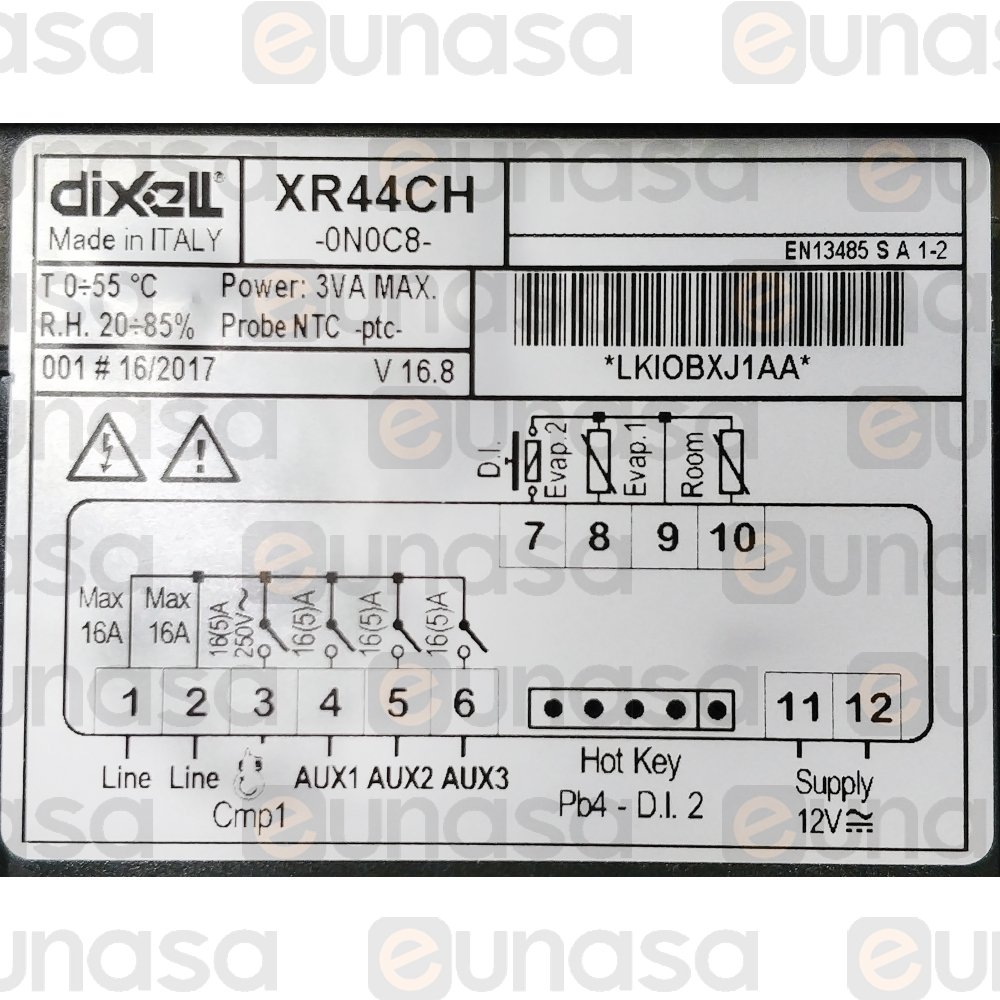 eunasa eunasa
diXell® XR44CH
Made in ITALY -0N0C8-
EN13485 S A 1-2
T 0÷55 °C Power: 3VA MAX.
R.H. 20÷85% Probe NTC -ptc-
001 # 16/2017 V 16.8
*LKIOBXJ1AA*
D.I. Evap.2 Evap.1 Room
7 8 9 10
Max 16A Max 16A 16(5)A 250V~ 16(5)A 16(5)A 16(5)A
1 2 3 4 5 6 11 12
Line Line Cmp1 AUX1 AUX2 AUX3
Hot Key
Pb4 - D.I. 2
Supply
12V≂
eunasa eunasa